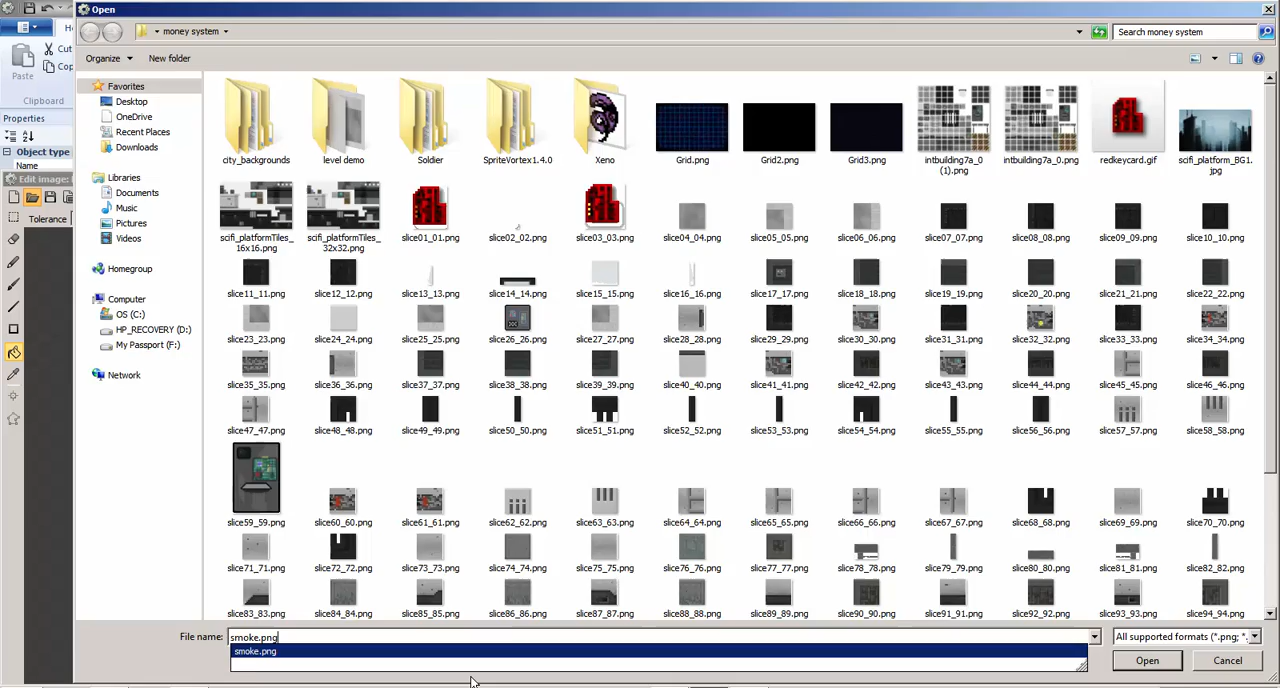 Open
money system
Search money system
Cut
Cop
Paste
Clipboard
Properties
Object type
Name
Edit image:
Tolerance
Organize
New folder
Favorites
Desktop
OneDrive
Recent Places
Downloads
Libraries
Documents
Music
Pictures
Videos
Homegroup
Computer
OS (C:)
HP_RECOVERY (D:)
My Passport (F:)
Network
city_backgrounds
level demo
Soldier
SpriteVortex1.4.0
Xeno
Grid.png
Grid2.png
Grid3.png
intbuilding7a_0
(1).png
intbuilding7a_0.png
redkeycard.gif
scifi_platform_BG1.
jpg
scifi_platformTiles_
16x16.png
scifi_platformTiles_
32x32.png
slice01_01.png
slice02_02.png
slice03_03.png
slice04_04.png
slice05_05.png
slice06_06.png
slice07_07.png
slice08_08.png
slice09_09.png
slice10_10.png
slice11_11.png
slice12_12.png
slice13_13.png
slice14_14.png
slice15_15.png
slice16_16.png
slice17_17.png
slice18_18.png
slice19_19.png
slice20_20.png
slice21_21.png
slice22_22.png
slice23_23.png
slice24_24.png
slice25_25.png
slice26_26.png
slice27_27.png
slice28_28.png
slice29_29.png
slice30_30.png
slice31_31.png
slice32_32.png
slice33_33.png
slice34_34.png
slice35_35.png
slice36_36.png
slice37_37.png
slice38_38.png
slice39_39.png
slice40_40.png
slice41_41.png
slice42_42.png
slice43_43.png
slice44_44.png
slice45_45.png
slice46_46.png
slice47_47.png
slice48_48.png
slice49_49.png
slice50_50.png
slice51_51.png
slice52_52.png
slice53_53.png
slice54_54.png
slice55_55.png
slice56_56.png
slice57_57.png
slice58_58.png
slice59_59.png
slice60_60.png
slice61_61.png
slice62_62.png
slice63_63.png
slice64_64.png
slice65_65.png
slice66_66.png
slice67_67.png
slice68_68.png
slice69_69.png
slice70_70.png
slice71_71.png
slice72_72.png
slice73_73.png
slice74_74.png
slice75_75.png
slice76_76.png
slice77_77.png
slice78_78.png
slice79_79.png
slice80_80.png
slice81_81.png
slice82_82.png
slice83_83.png
slice84_84.png
slice85_85.png
slice86_86.png
slice87_87.png
slice88_88.png
slice89_89.png
slice90_90.png
slice91_91.png
slice92_92.png
slice93_93.png
slice94_94.png
File name:
smoke.png
All supported formats (*.png; *.
smoke.png
Open
Cancel